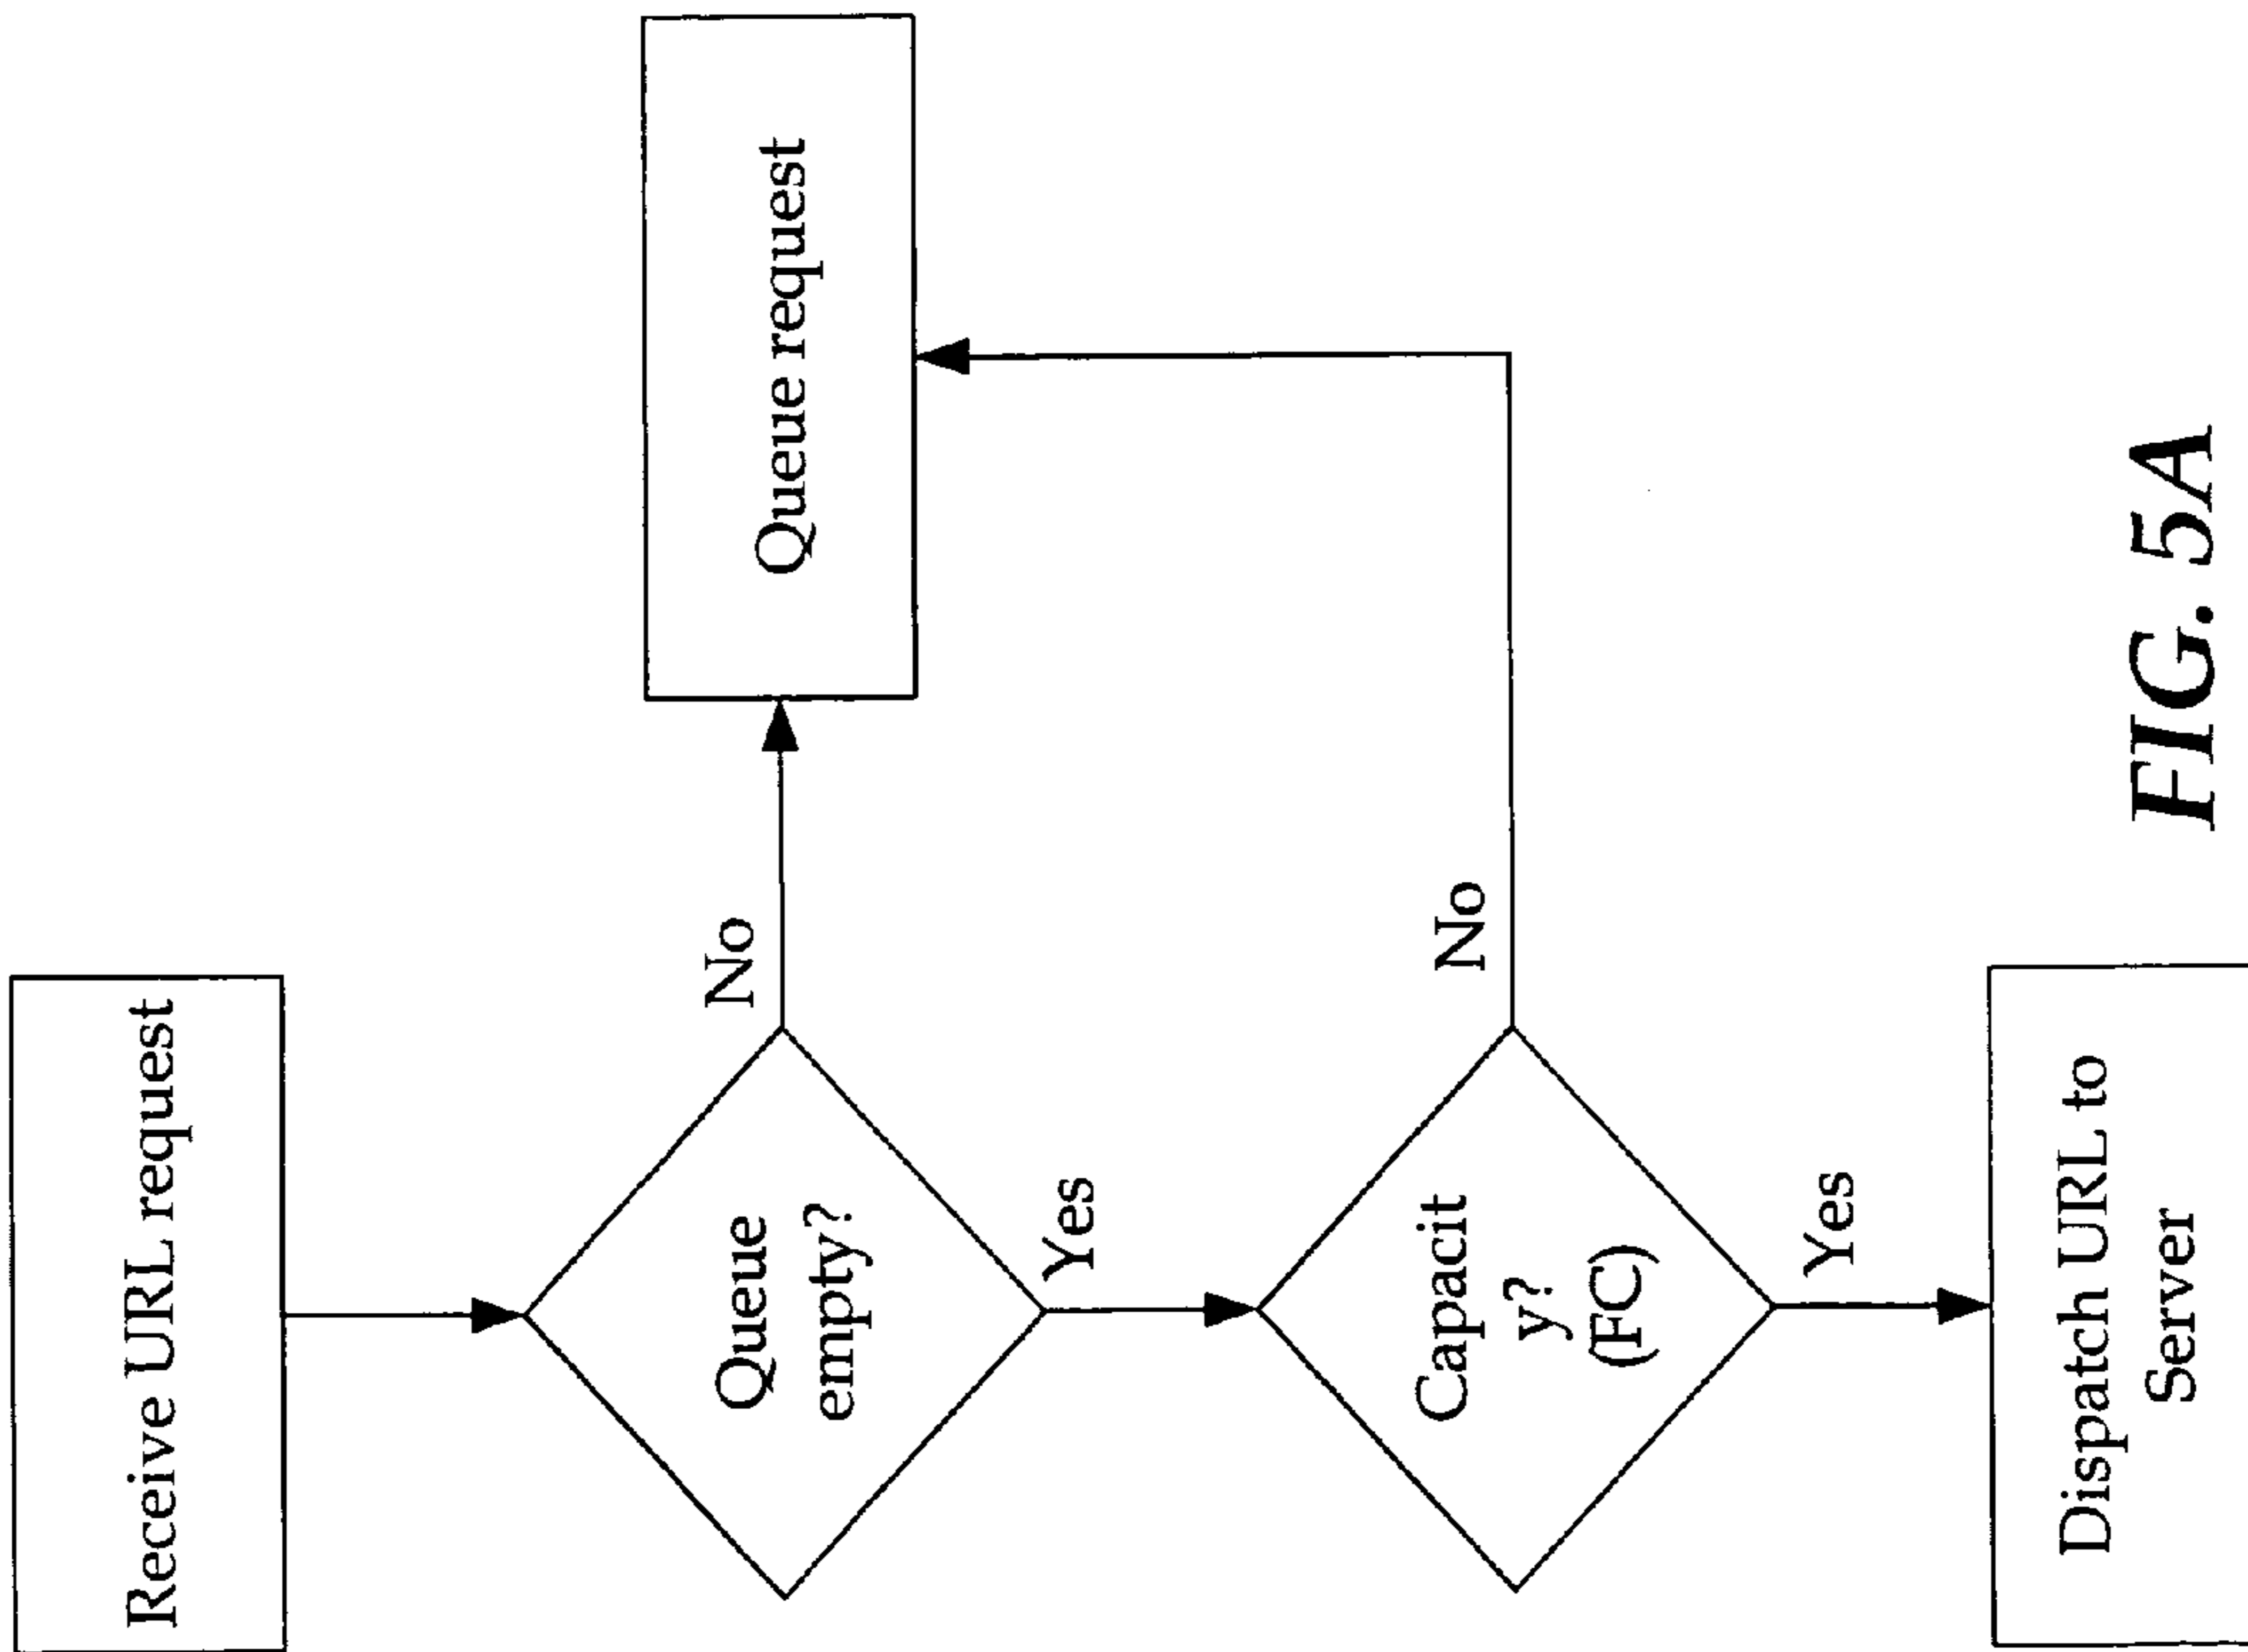 Receive URL request
Queue
empty?
No
Queue request
Yes
Capacit
y?
(FC)
No
Yes
Dispatch URL to
Server
FIG. 5A